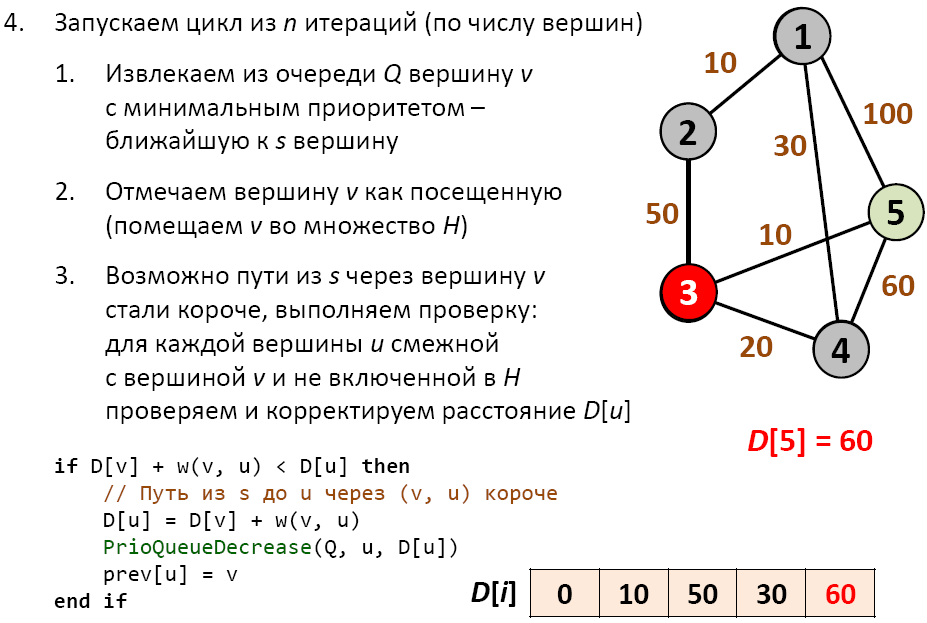 4. Запускаем цикл из n итераций (по числу вершин)
1. Извлекаем из очереди Q вершину v
с минимальным приоритетом –
ближайшую к s вершину
2. Отмечаем вершину v как посещенную
(помещаем v во множество H)
3. Возможно пути из s через вершину v
стали короче, выполняем проверку:
для каждой вершины u смежной
с вершиной v и не включенной в H
проверяем и корректируем расстояние D[u]
if D[v] + w(v, u) < D[u] then
// Путь из s до u через (v, u) короче
D[u] = D[v] + w(v, u)
PrioQueueDecrease(Q, u, D[u])
prev[u] = v
end if
1
10
2
100
30
5
50
10
3
60
20
4
D[5] = 60
D[i] 0 10 50 30 60